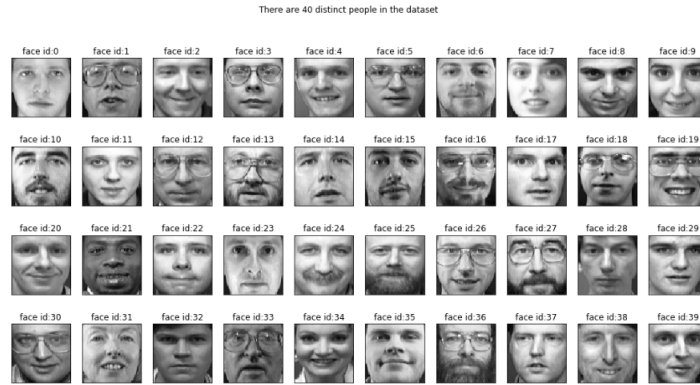 There are 40 distinct people in the dataset
face id:0 face id:1 face id:2 face id:3 face id:4 face id:5 face id:6 face id:7 face id:8 face id:9
face id:10 face id:11 face id:12 face id:13 face id:14 face id:15 face id:16 face id:17 face id:18 face id:19
face id:20 face id:21 face id:22 face id:23 face id:24 face id:25 face id:26 face id:27 face id:28 face id:29
face id:30 face id:31 face id:32 face id:33 face id:34 face id:35 face id:36 face id:37 face id:38 face id:39